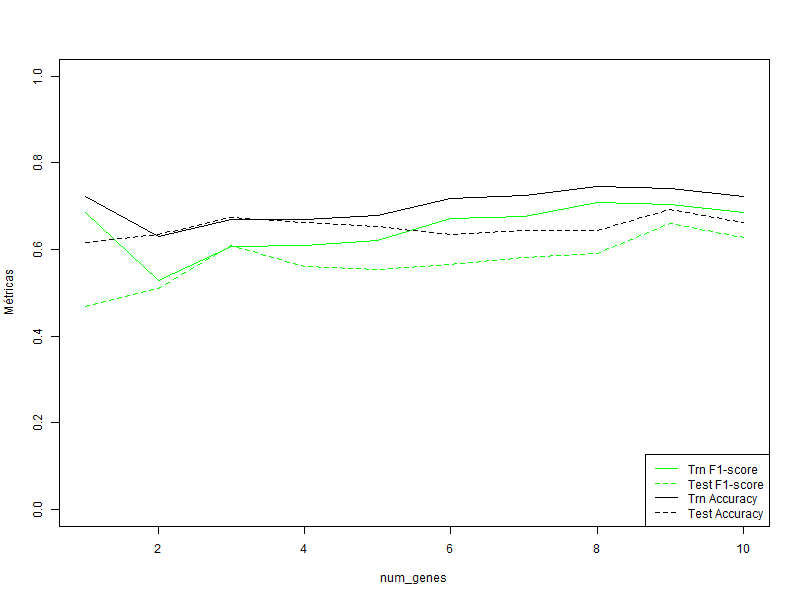 Métricas
1.0
0.8
0.6
0.4
0.2
0.0
2 4 6 8 10
num_genes
Trn F1-score
Test F1-score
Trn Accuracy
Test Accuracy